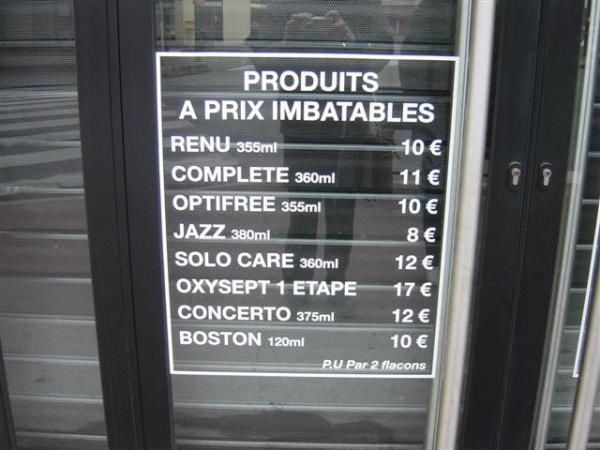 PRODUITS
A PRIX IMBATABLES
RENU 355ml 10 €
COMPLETE 360ml 11 €
OPTIFREE 355ml 10 €
JAZZ 380ml 8 €
SOLO CARE 360ml 12 €
OXYSEPT 1 ETAPE 17 €
CONCERTO 375ml 12 €
BOSTON 120ml 10 €
P.U Par 2 flacons